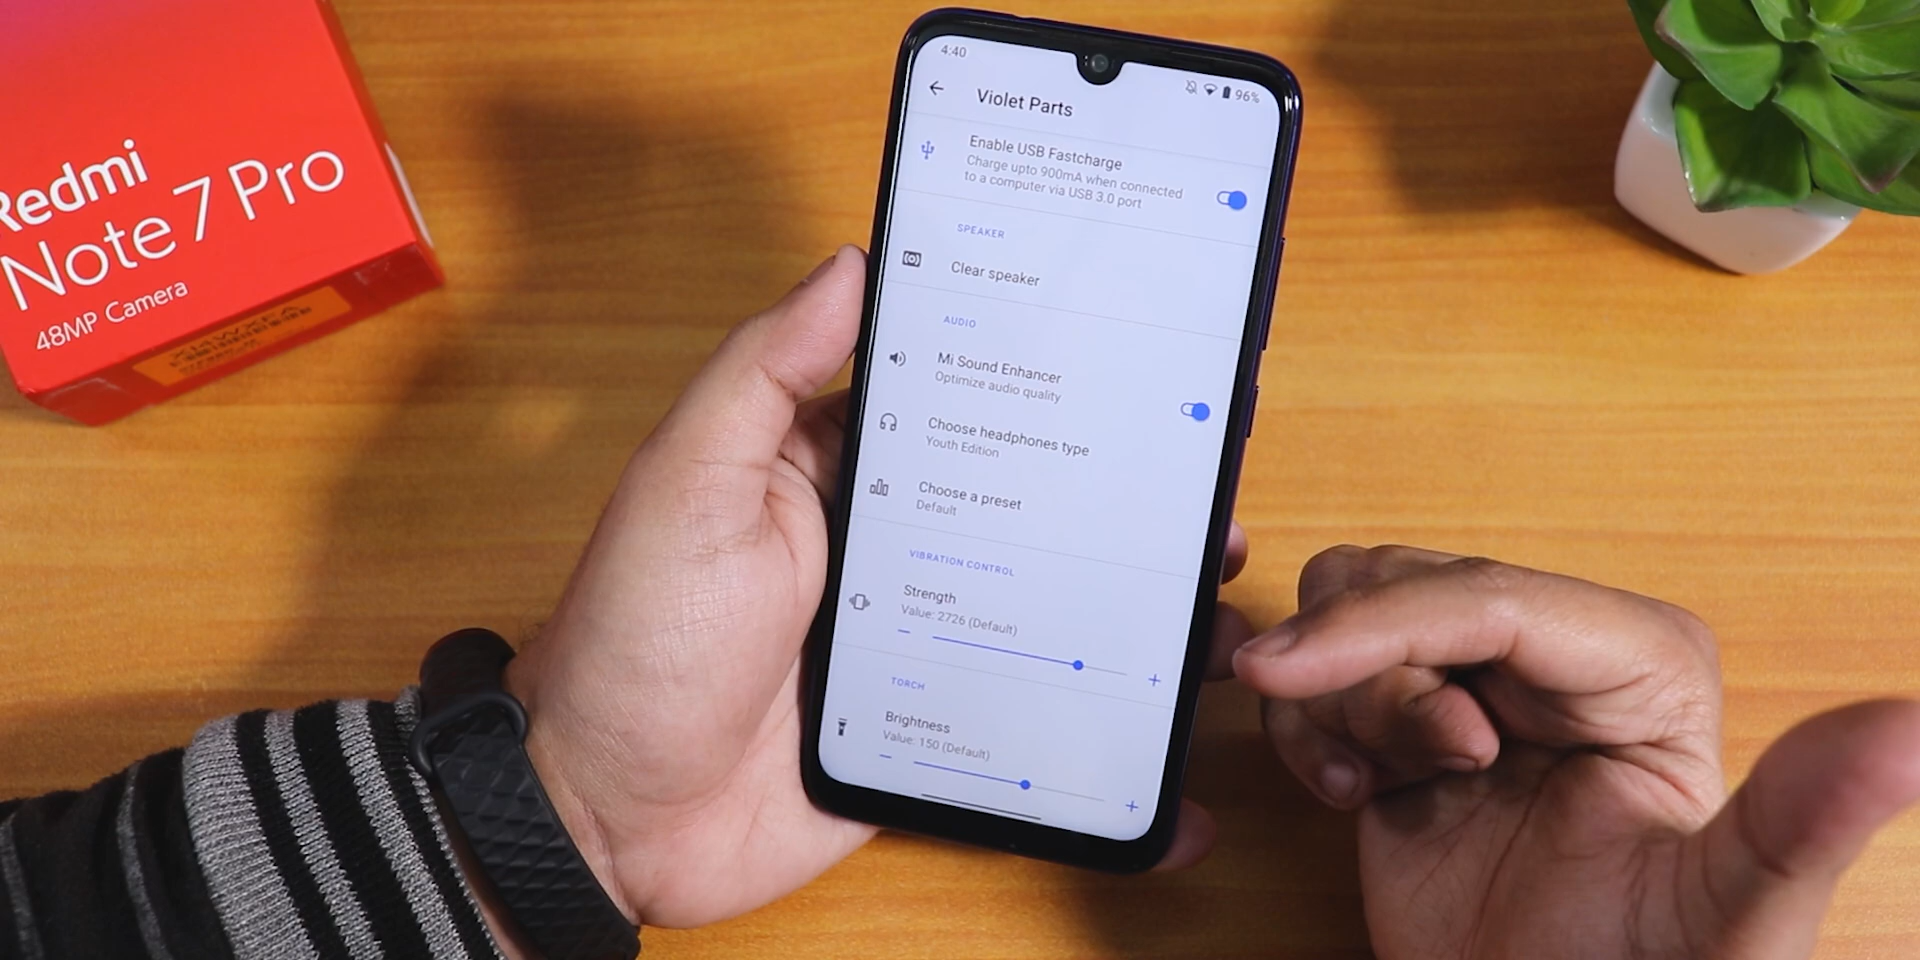 Redmi
Note 7 Pro
48MP Camera
4:40
96%
Violet Parts
Enable USB Fastcharge
Charge upto 900mA when connected
to a computer via USB 3.0 port
SPEAKER
Clear speaker
AUDIO
Mi Sound Enhancer
Optimize audio quality
Choose headphones type
Youth Edition
Choose a preset
Default
VIBRATION CONTROL
Strength
Value: 2726 (Default)
TORCH
Brightness
Value: 150 (Default)